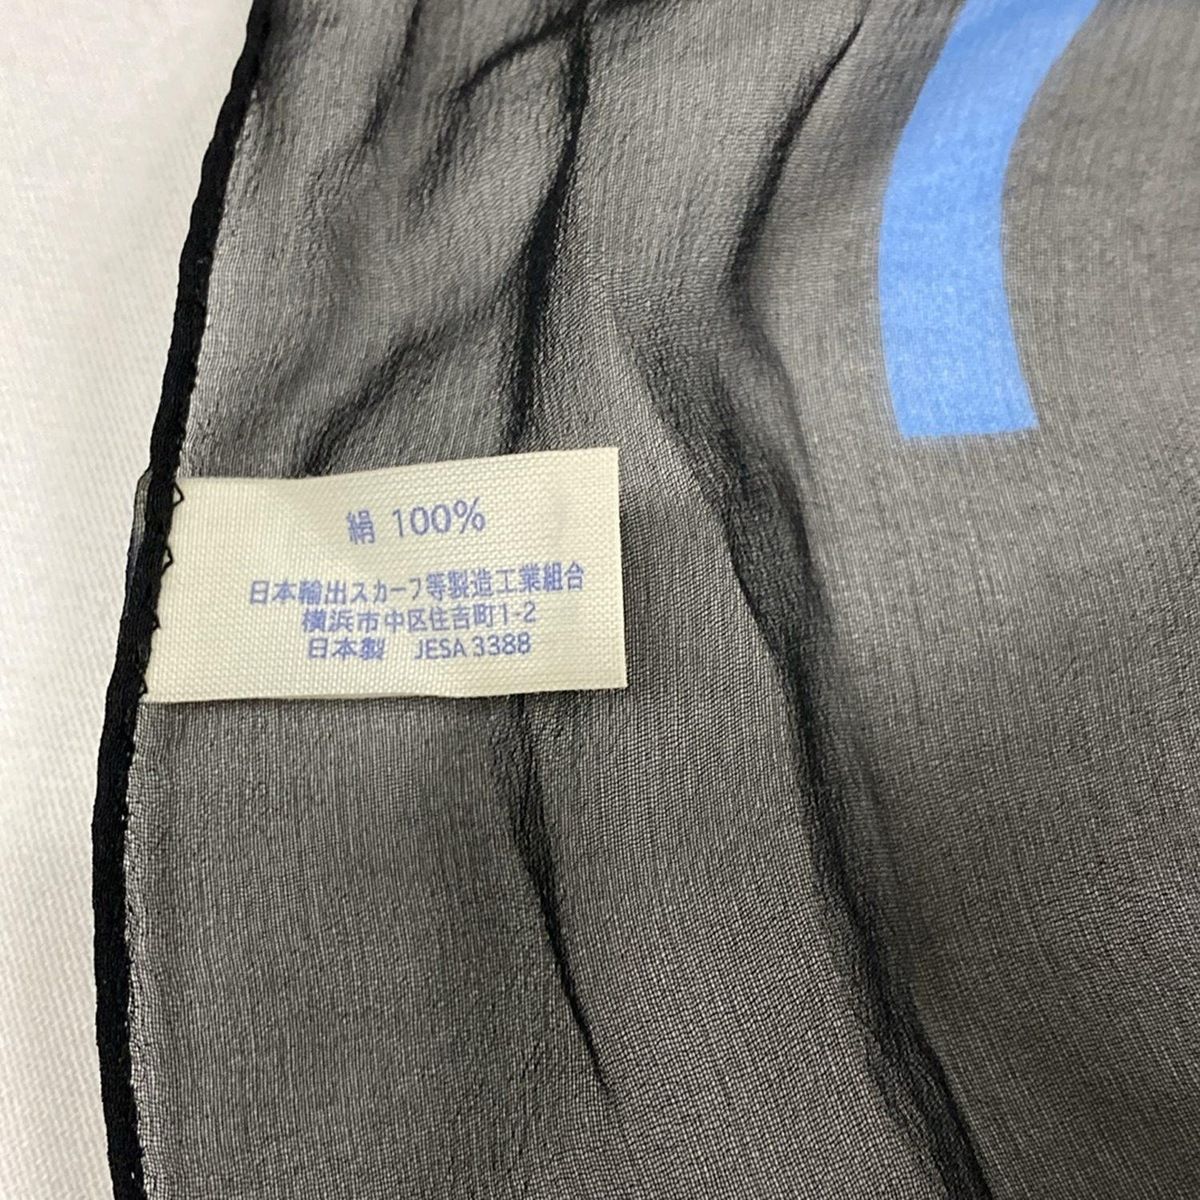 絹 100%
日本輸出スカーフ等製造工業組合
横浜市中区住吉町1-2
日本製 JESA 3388